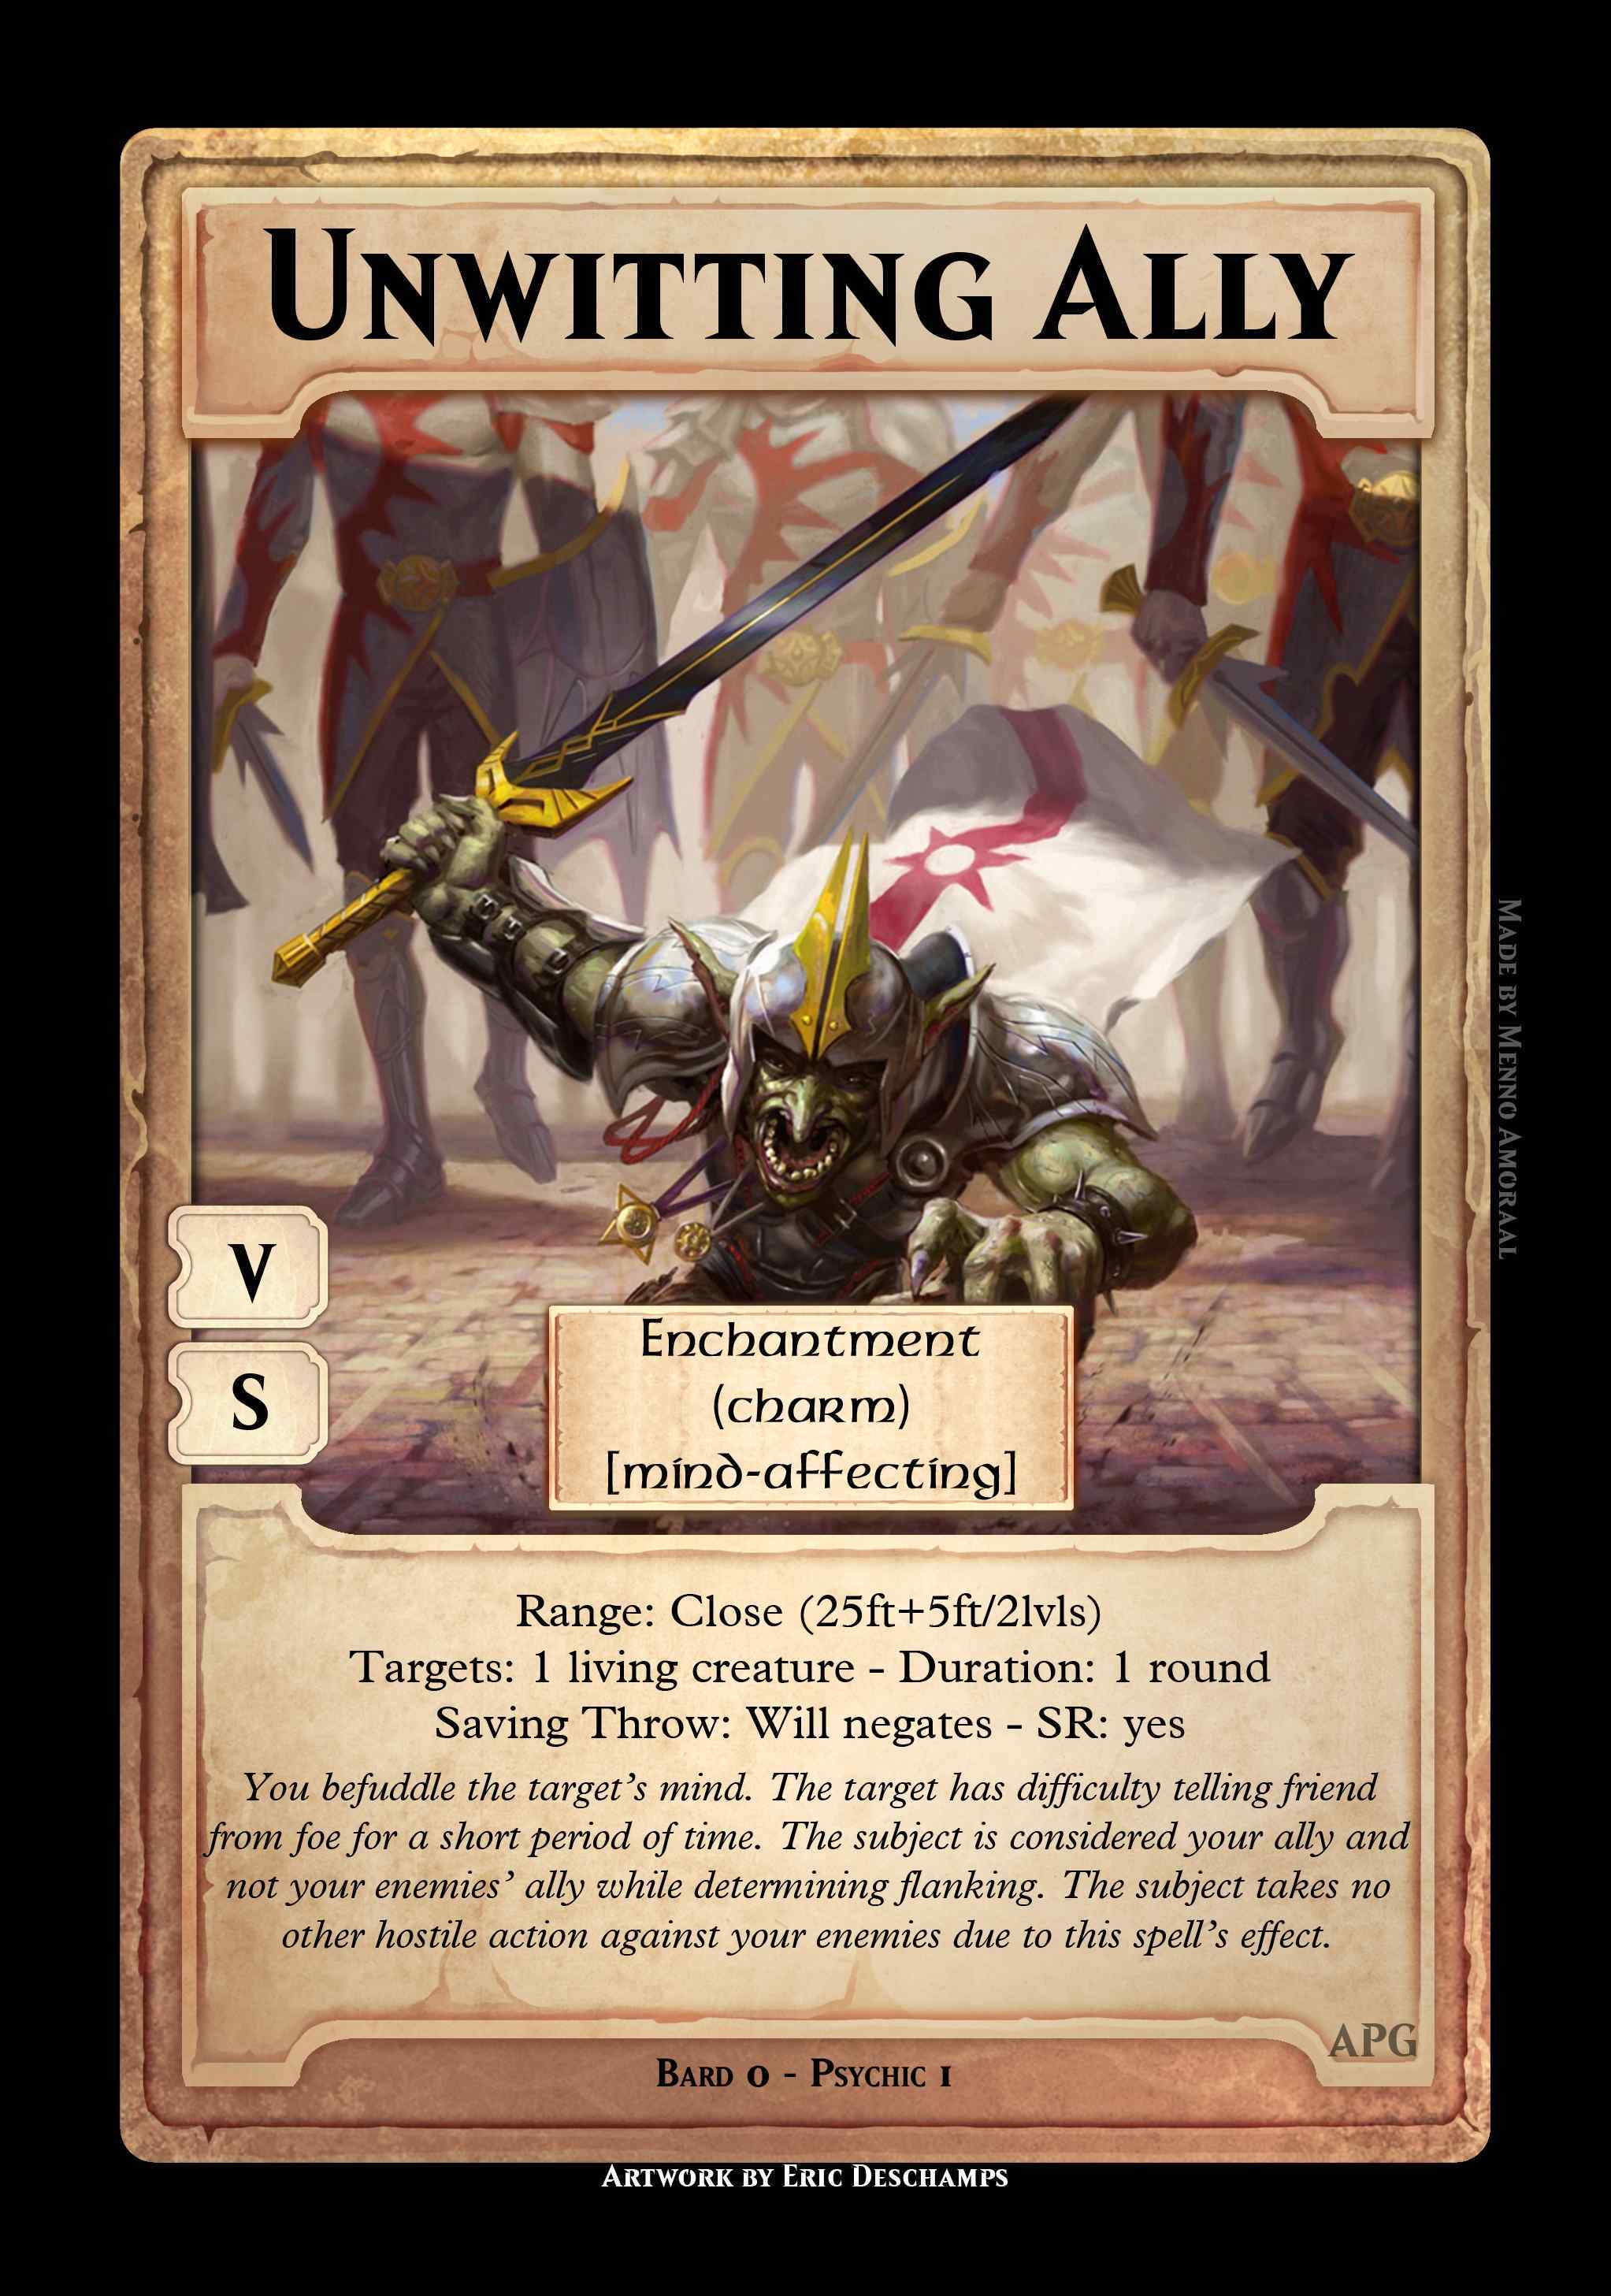 Unwitting Ally
V
S
Enchantment
(charm)
[mind-affecting]
Range: Close (25ft+5ft/2lvls)
Targets: 1 living creature - Duration: 1 round
Saving Throw: Will negates - SR: yes
You befuddle the target’s mind. The target has difficulty telling friend
from foe for a short period of time. The subject is considered your ally and
not your enemies’ ally while determining flanking. The subject takes no
other hostile action against your enemies due to this spell’s effect.
APG
Bard 0 - Psychic 1
Artwork by Eric Deschamps
Made by Menno Amoraal